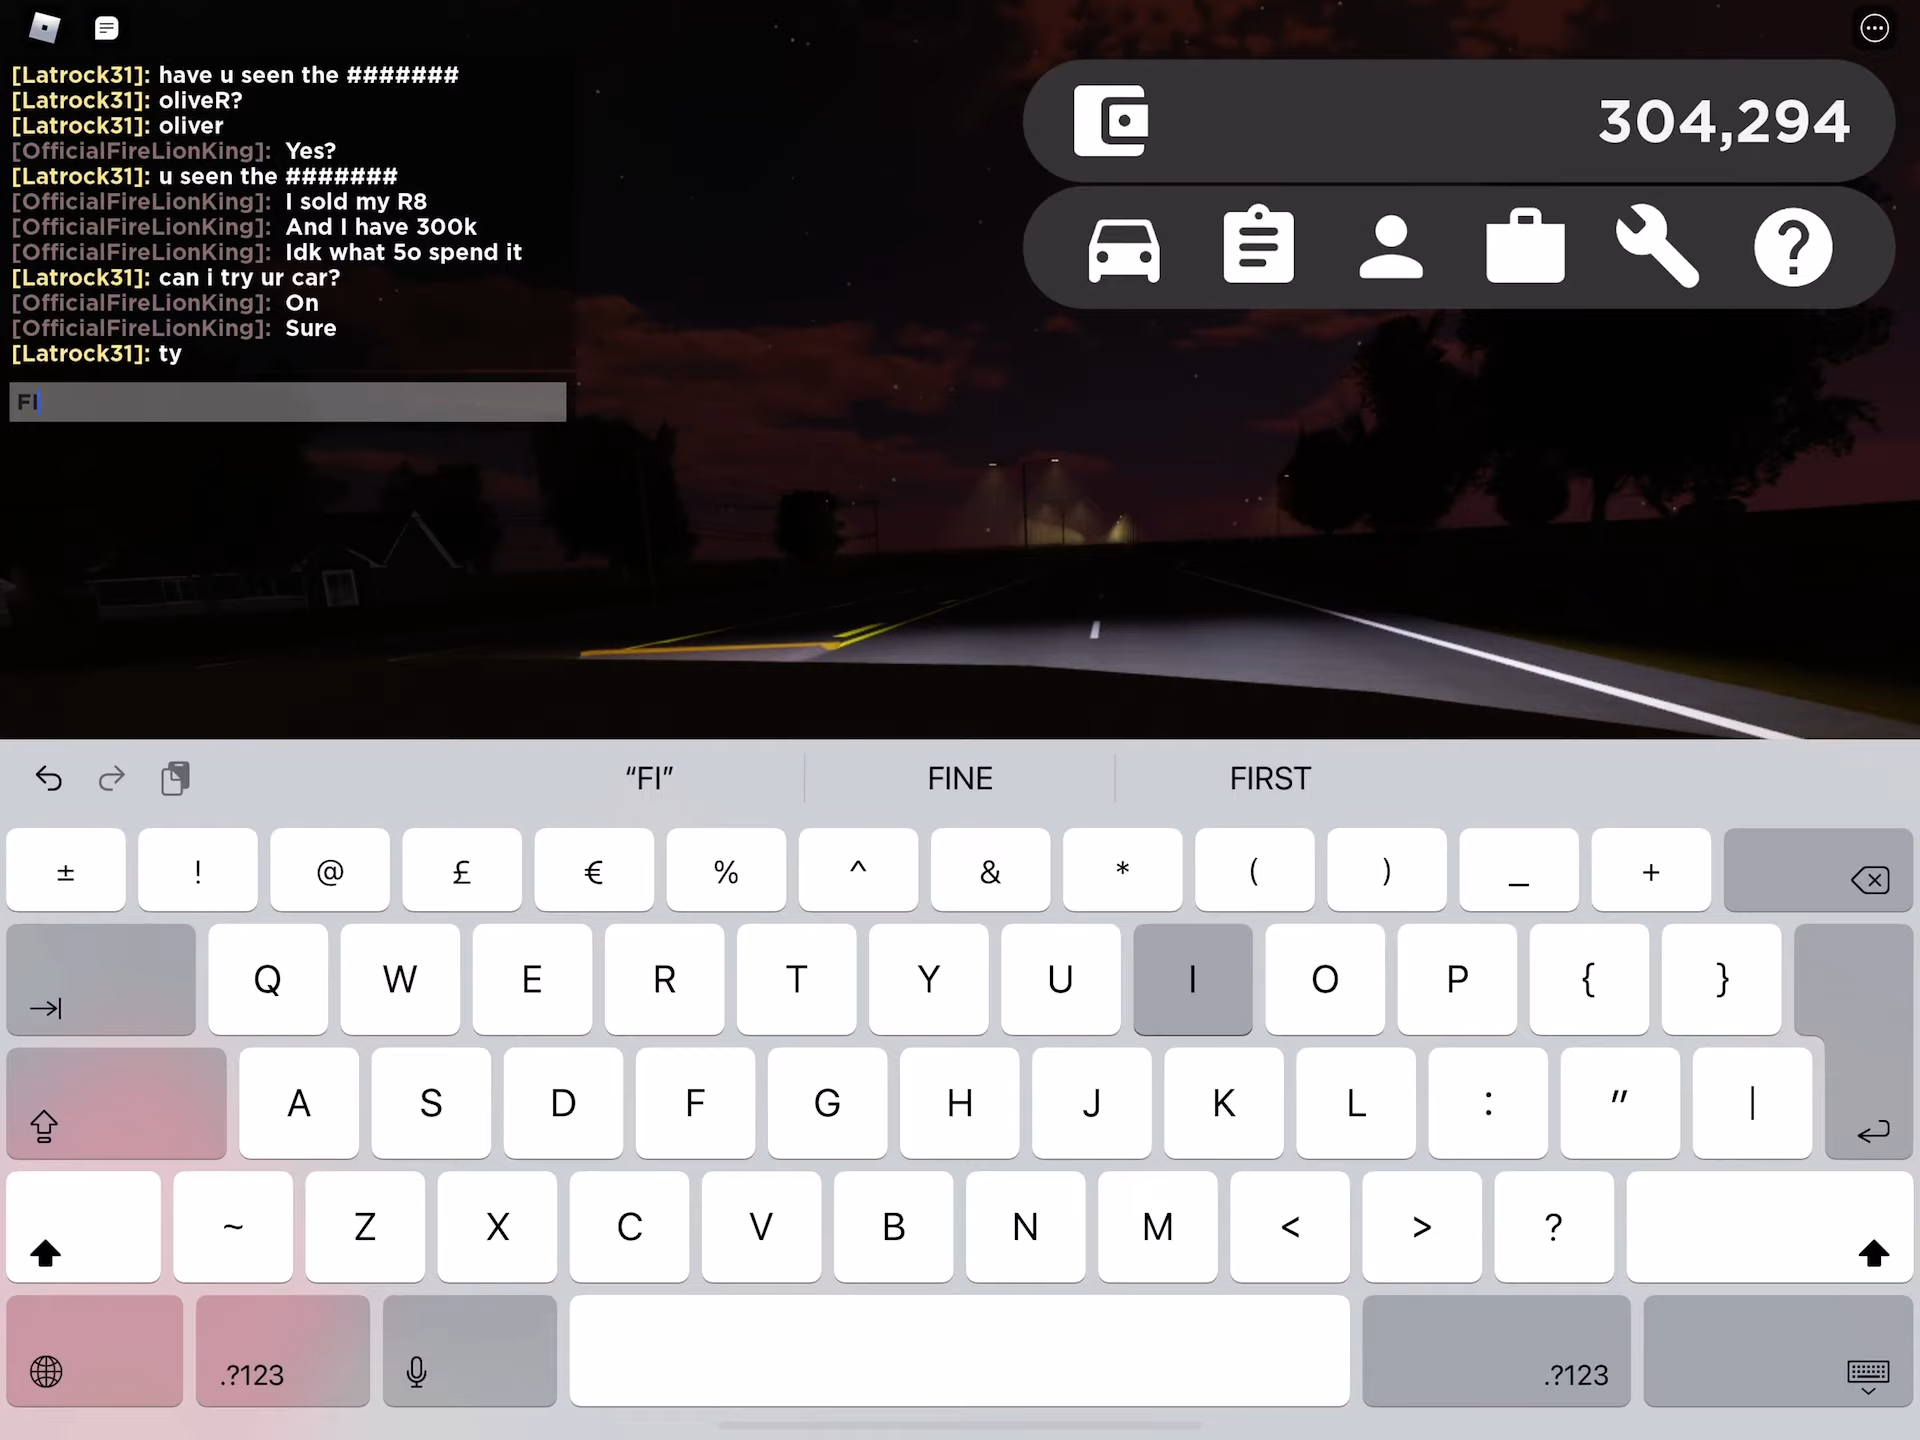 [Latrock31]: have u seen the #######
[Latrock31]: oliveR?
[Latrock31]: oliver
[OfficialFireLionKing]: Yes?
[Latrock31]: u seen the #######
[OfficialFireLionKing]: I sold my R8
[OfficialFireLionKing]: And I have 300k
[OfficialFireLionKing]: Idk what 5o spend it
[Latrock31]: can i try ur car?
[OfficialFireLionKing]: On
[OfficialFireLionKing]: Sure
[Latrock31]: ty
FI
304,294
“FI” FINE FIRST
± ! @ £ € % ^ & * ( ) _ +
Q W E R T Y U I O P { }
A S D F G H J K L : " |
~ Z X C V B N M < > ?
.?123 .?123